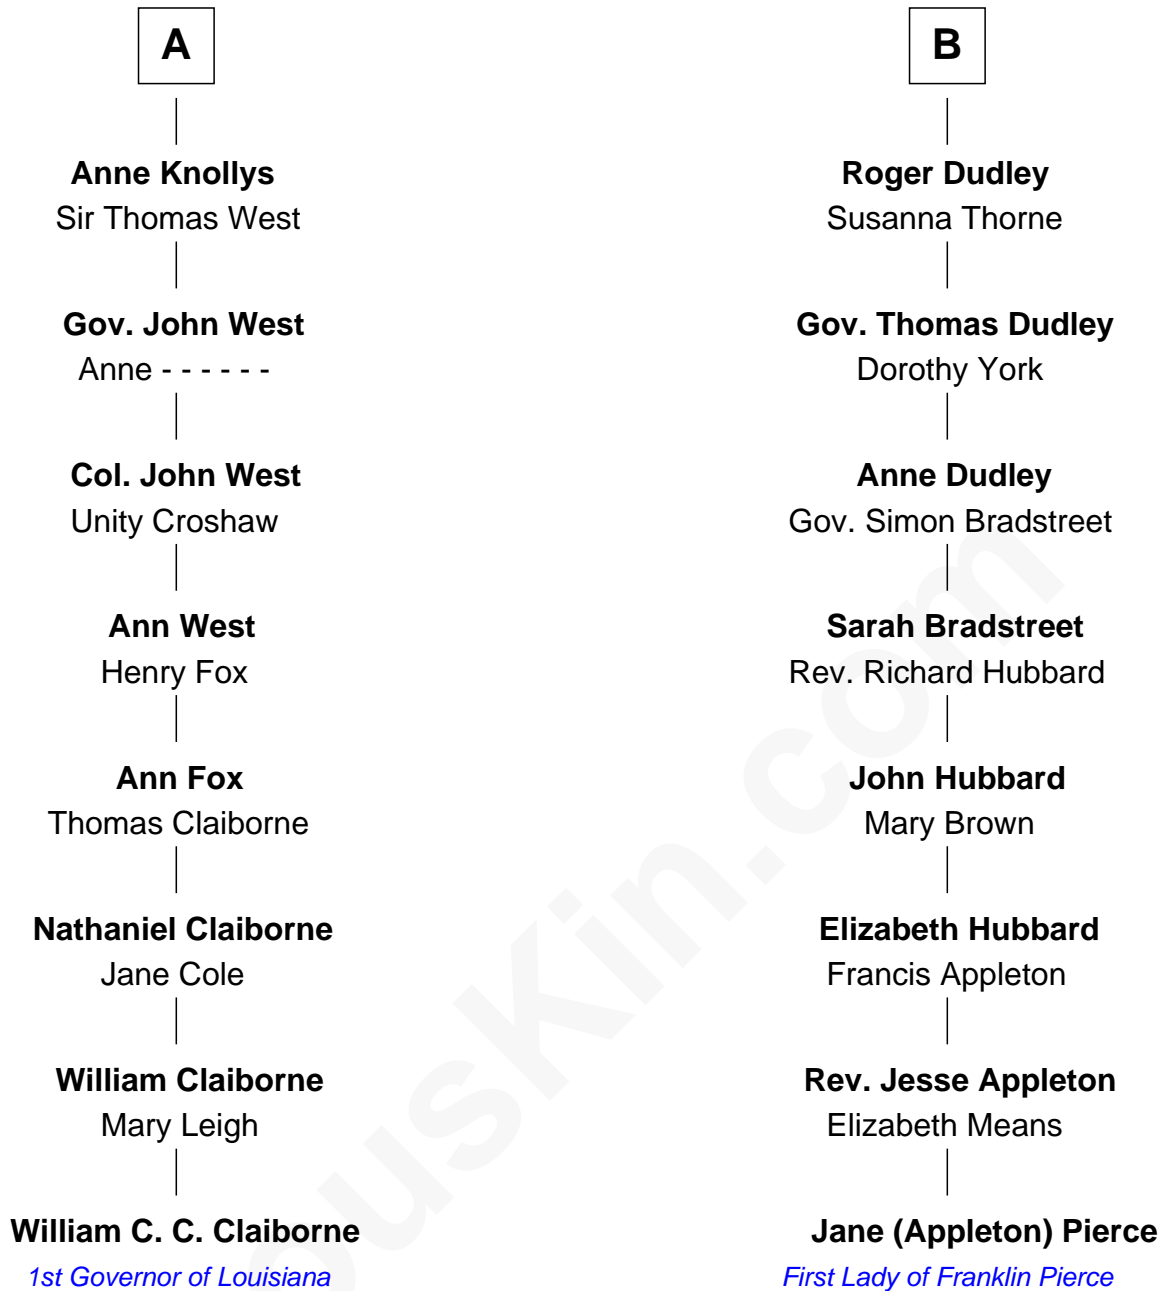 A
Anne Knollys
Sir Thomas West
Gov. John West
Anne - - - - - -
Col. John West
Unity Croshaw
Ann West
Henry Fox
Ann Fox
Thomas Claiborne
Nathaniel Claiborne
Jane Cole
William Claiborne
Mary Leigh
William C. C. Claiborne
1st Governor of Louisiana
B
Roger Dudley
Susanna Thorne
Gov. Thomas Dudley
Dorothy York
Anne Dudley
Gov. Simon Bradstreet
Sarah Bradstreet
Rev. Richard Hubbard
John Hubbard
Mary Brown
Elizabeth Hubbard
Francis Appleton
Rev. Jesse Appleton
Elizabeth Means
Jane (Appleton) Pierce
First Lady of Franklin Pierce
ousKin.com